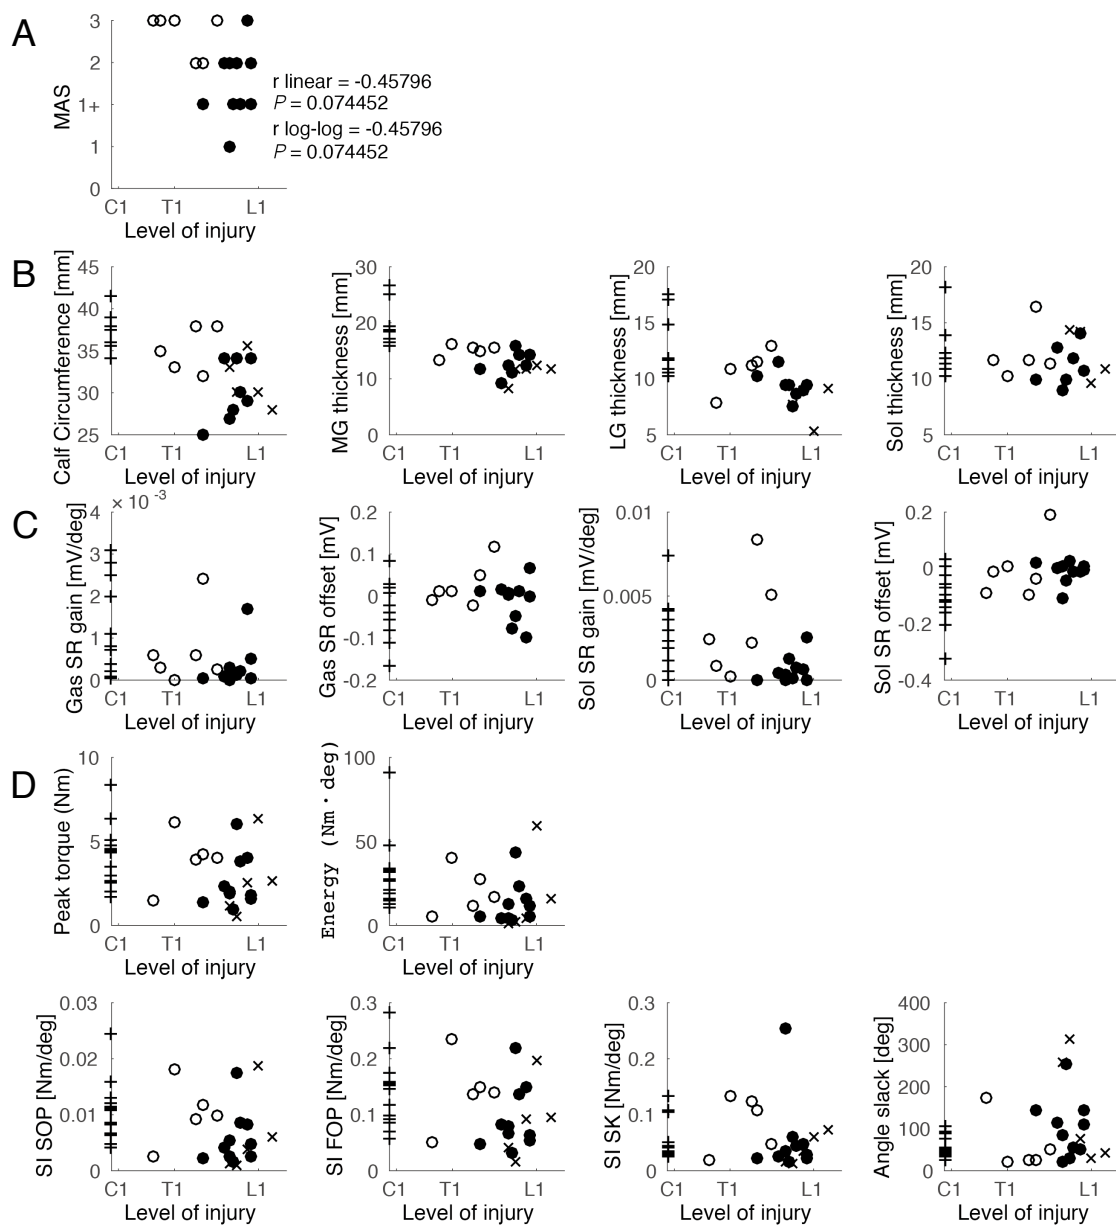 A
MAS
3
2
1+
1
0
r linear = -0.45796
P = 0.074452
r log-log = -0.45796
P = 0.074452
C1 T1 L1
Level of injury
B
Calf Circumference [mm]
45
40
35
30
25
C1 T1 L1
Level of injury
MG thickness [mm]
30
20
10
0
C1 T1 L1
Level of injury
LG thickness [mm]
20
15
10
5
C1 T1 L1
Level of injury
Sol thickness [mm]
20
15
10
5
C1 T1 L1
Level of injury
C
Gas SR gain [mV/deg]
× 10 -3
4
3
2
1
0
C1 T1 L1
Level of injury
Gas SR offset [mV]
0.2
0.1
0
-0.1
-0.2
C1 T1 L1
Level of injury
Sol SR gain [mV/deg]
0.01
0.005
0
C1 T1 L1
Level of injury
Sol SR offset [mV]
0.2
0
-0.2
-0.4
C1 T1 L1
Level of injury
D
Peak torque (Nm)
10
5
0
C1 T1 L1
Level of injury
Energy (Nm·deg)
100
50
0
C1 T1 L1
Level of injury
SI SOP [Nm/deg]
0.03
0.02
0.01
0
C1 T1 L1
Level of injury
SI FOP [Nm/deg]
0.3
0.2
0.1
0
C1 T1 L1
Level of injury
SI SK [Nm/deg]
0.3
0.2
0.1
0
C1 T1 L1
Level of injury
Angle slack [deg]
400
300
200
100
0
C1 T1 L1
Level of injury